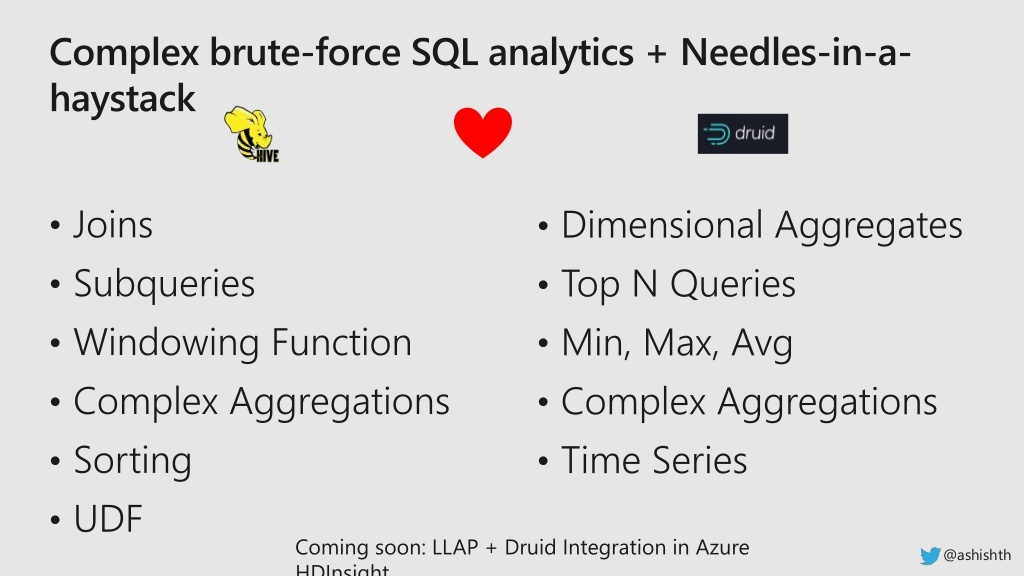 Complex brute-force SQL analytics + Needles-in-a-
haystack
HIVE
druid
• Joins
• Subqueries
• Windowing Function
• Complex Aggregations
• Sorting
• UDF
• Dimensional Aggregates
• Top N Queries
• Min, Max, Avg
• Complex Aggregations
• Time Series
Coming soon: LLAP + Druid Integration in Azure
HDInsight
@ashishth